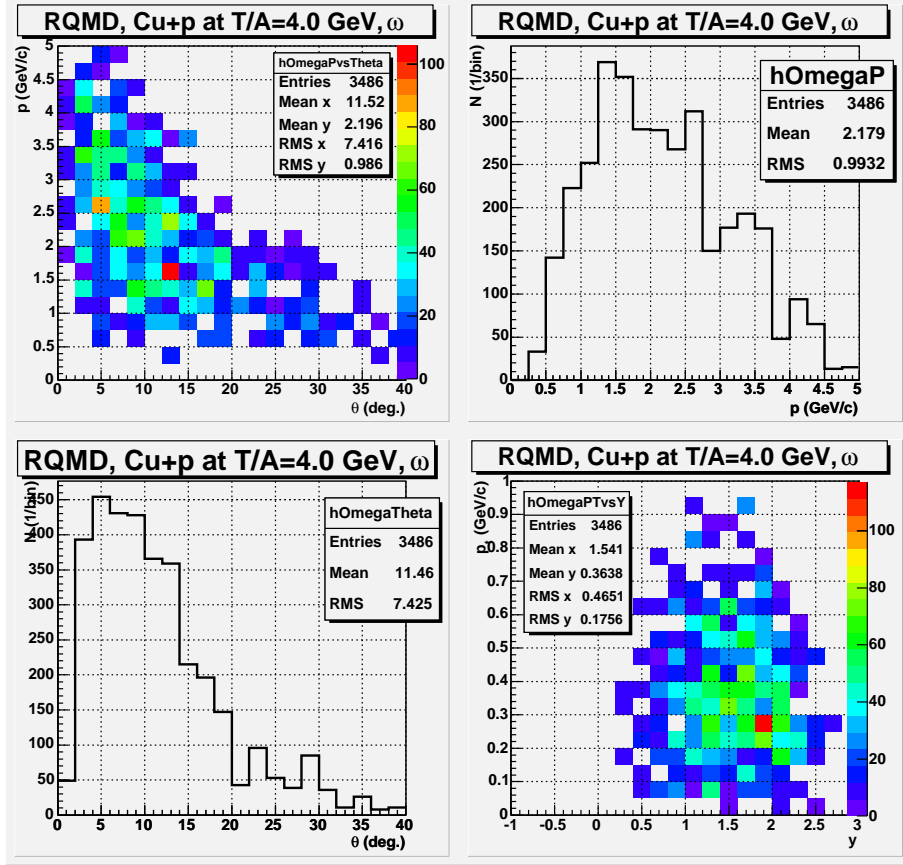 RQMD, Cu+p at T/A=4.0 GeV, ω
p (GeV/c)
5
4.5
4
3.5
3
2.5
2
1.5
1
0.5
0
0 5 10 15 20 25 30 35 40
θ (deg.)
hOmegaPvsTheta
Entries 3486
Mean x 11.52
Mean y 2.196
RMS x 7.416
RMS y 0.986
100
80
60
40
20
0
RQMD, Cu+p at T/A=4.0 GeV, ω
N (1/bin)
350
300
250
200
150
100
50
0
0 0.5 1 1.5 2 2.5 3 3.5 4 4.5 5
p (GeV/c)
hOmegaP
Entries 3486
Mean 2.179
RMS 0.9932
RQMD, Cu+p at T/A=4.0 GeV, ω
N (1/bin)
450
400
350
300
250
200
150
100
50
0
0 5 10 15 20 25 30 35 40
θ (deg.)
hOmegaTheta
Entries 3486
Mean 11.46
RMS 7.425
RQMD, Cu+p at T/A=4.0 GeV, ω
pt (GeV/c)
1
0.9
0.8
0.7
0.6
0.5
0.4
0.3
0.2
0.1
0
-1 -0.5 0 0.5 1 1.5 2 2.5 3
y
hOmegaPTvsY
Entries 3486
Mean x 1.541
Mean y 0.3638
RMS x 0.4651
RMS y 0.1756
100
80
60
40
20
0